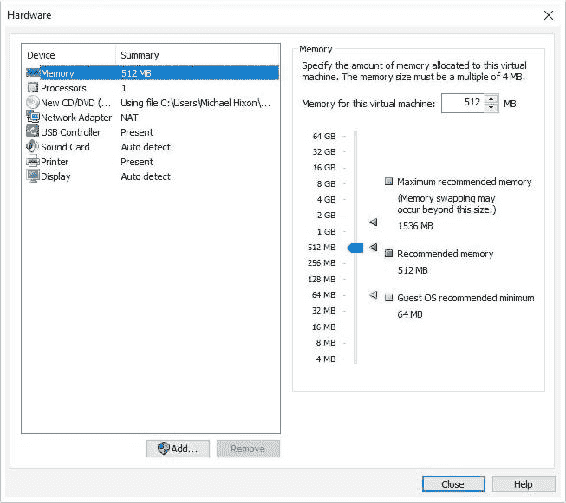 Hardware
Device Summary
Memory 512 MB
Processors 1
New CD/DVD (... Using file C:\Users\Michael Hixon\...
Network Adapter NAT
USB Controller Present
Sound Card Auto detect
Printer Present
Display Auto detect
Add...
Remove
Memory
Specify the amount of memory allocated to this virtual
machine. The memory size must be a multiple of 4 MB.
Memory for this virtual machine: 512 MB
64 GB
32 GB
16 GB
8 GB
4 GB
2 GB
1 GB
512 MB
256 MB
128 MB
64 MB
32 MB
16 MB
8 MB
4 MB
Maximum recommended memory
(Memory swapping may
occur beyond this size.)
1536 MB
Recommended memory
512 MB
Guest OS recommended minimum
64 MB
Close
Help